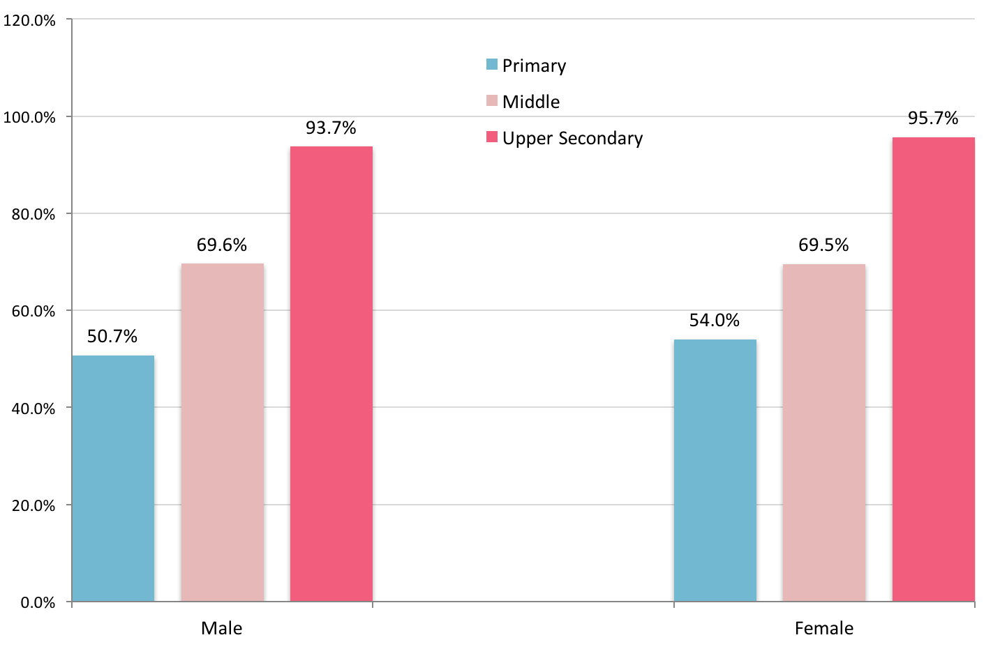 120.0%
100.0%
80.0%
60.0%
40.0%
20.0%
0.0%
Primary
Middle
Upper Secondary
50.7%
69.6%
93.7%
54.0%
69.5%
95.7%
Male
Female